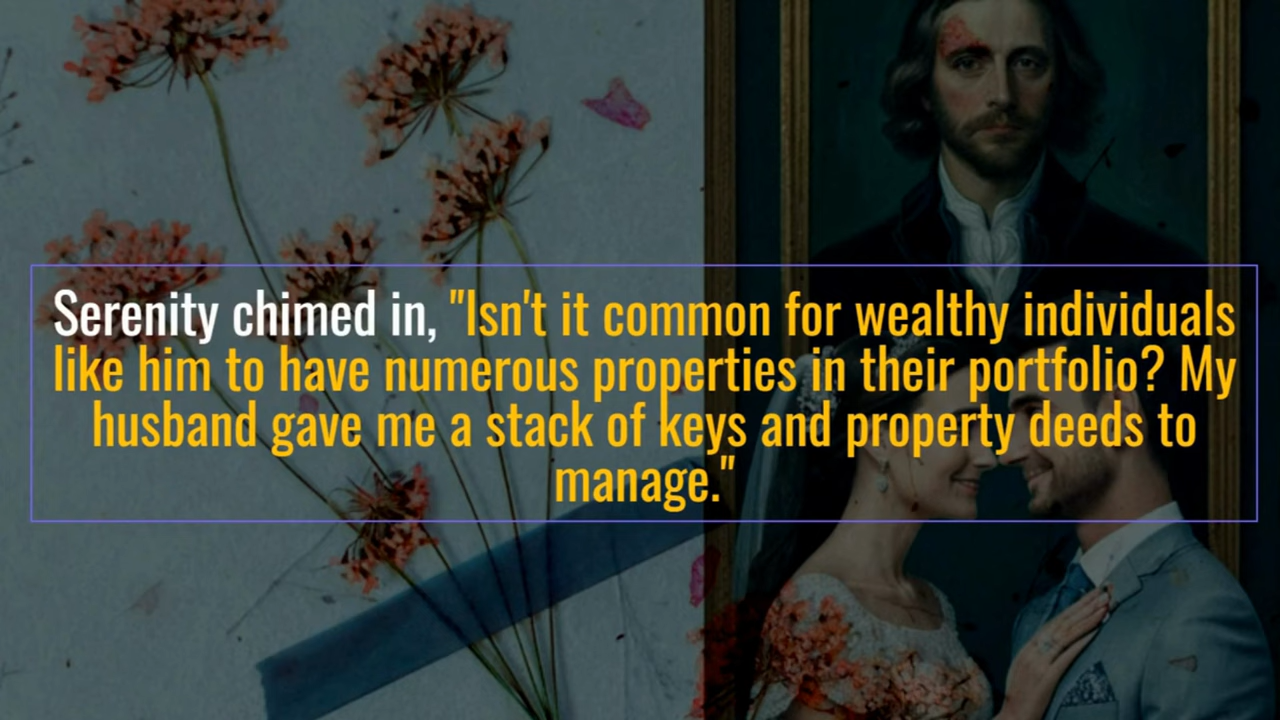 Serenity chimed in, "Isn't it common for wealthy individuals
like him to have numerous properties in their portfolio? My
husband gave me a stack of keys and property deeds to
manage."